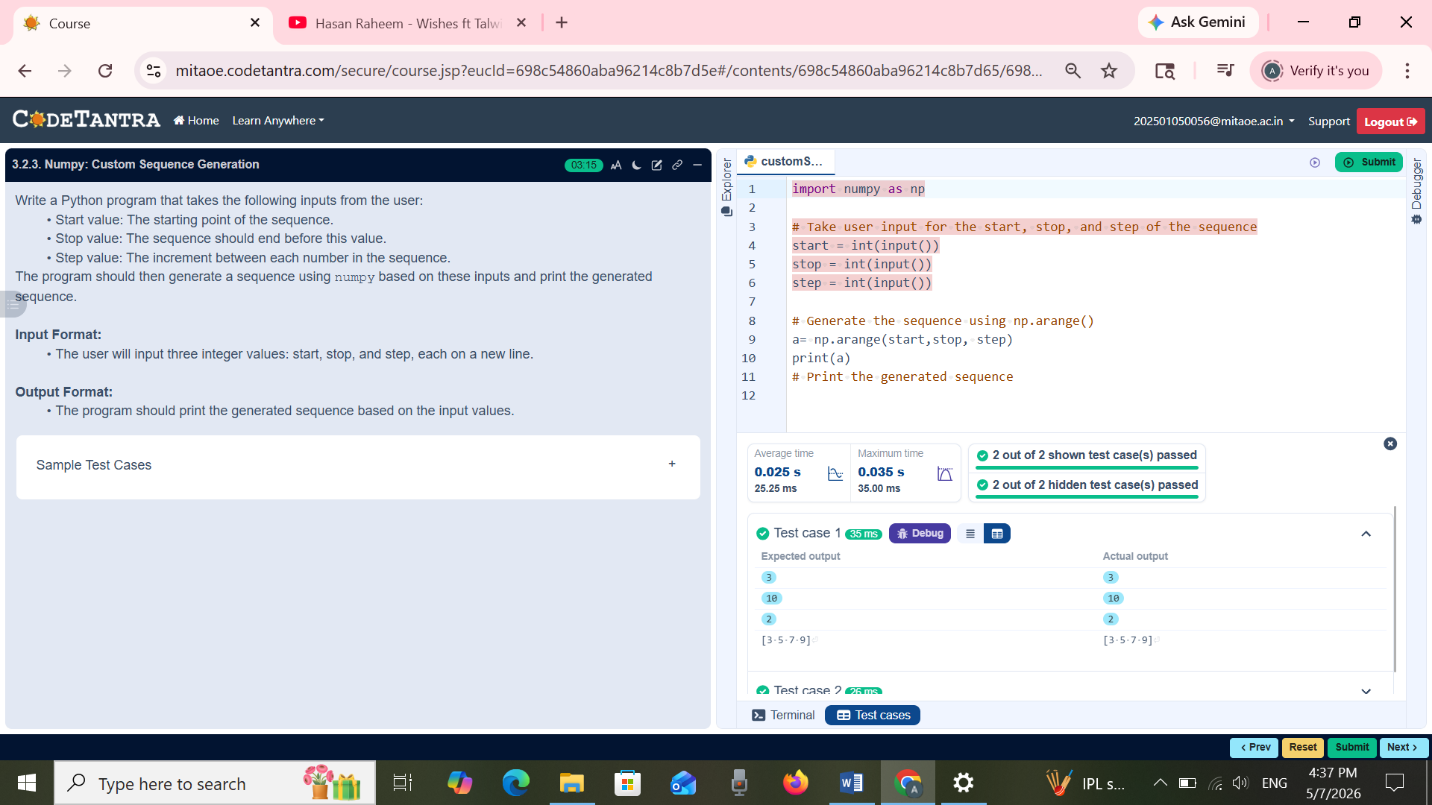 Course
Hasan Raheem - Wishes ft Talwi
Ask Gemini
mitaoe.codetantra.com/secure/course.jsp?eucId=698c54860aba96214c8b7d5e#/contents/698c54860aba96214c8b7d65/698...
A
Verify it's you
CODETANTRA
Home
Learn Anywhere
202501050056@mitaoe.ac.in
Support
Logout
3.2.3. Numpy: Custom Sequence Generation
03:15
AA
Write a Python program that takes the following inputs from the user:
• Start value: The starting point of the sequence.
• Stop value: The sequence should end before this value.
• Step value: The increment between each number in the sequence.
The program should then generate a sequence using numpy based on these inputs and print the generated
sequence.
Input Format:
• The user will input three integer values: start, stop, and step, each on a new line.
Output Format:
• The program should print the generated sequence based on the input values.
Sample Test Cases
+
Explorer
customS...
Submit
Debugger
1 import numpy as np
2
3 # Take user input for the start, stop, and step of the sequence
4 start = int(input())
5 stop = int(input())
6 step = int(input())
7
8 # Generate the sequence using np.arange()
9 a= np.arange(start,stop, step)
10 print(a)
11 # Print the generated sequence
12
Average time
0.025 s
25.25 ms
Maximum time
0.035 s
35.00 ms
2 out of 2 shown test case(s) passed
2 out of 2 hidden test case(s) passed
Test case 1 35 ms
Debug
Expected output Actual output
3 3
10 10
2 2
[3·5·7·9] [3·5·7·9]
Test case 2 26 ms
Terminal
Test cases
< Prev
Reset
Submit
Next >
Type here to search
IPL s...
ENG
4:37 PM
5/7/2026